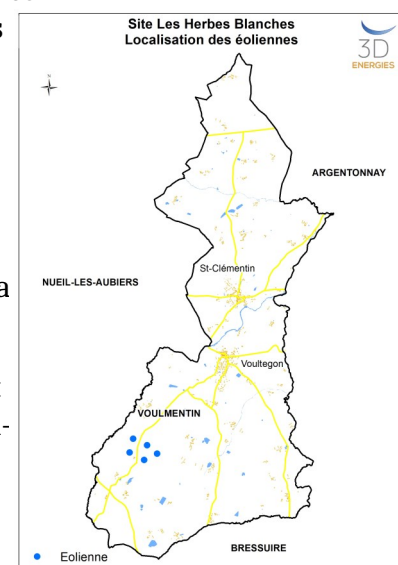 Site Les Herbes Blanches
Localisation des éoliennes
3D
ENERGIES
N
ARGENTONNAY
St-Clémentin
NUEIL-LES-AUBIERS
Voultegon
VOULMENTIN
BRESSUIRE
Eolienne
s
a